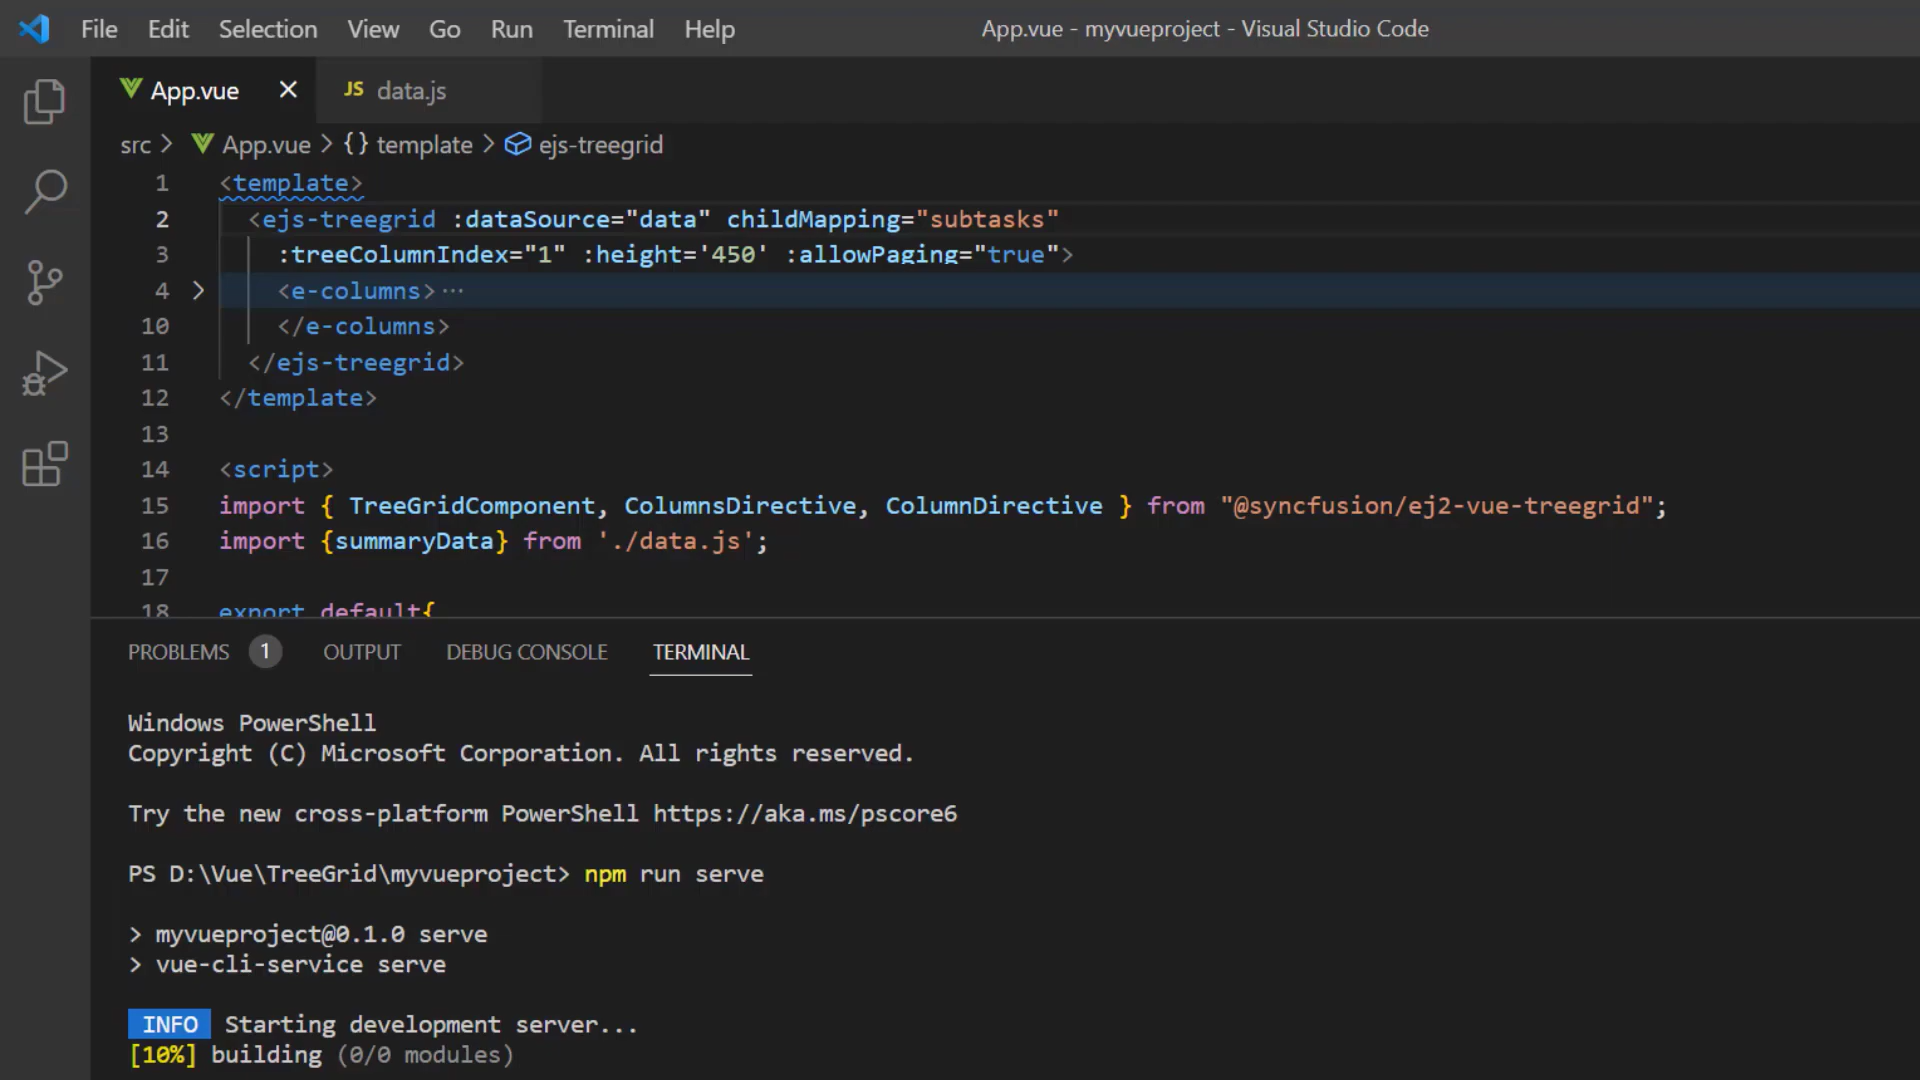 File Edit Selection View Go Run Terminal Help App.vue - myvueproject - Visual Studio Code
App.vue JS data.js
src > App.vue > {} template > ejs-treegrid
1 <template>
2 <ejs-treegrid :dataSource="data" childMapping="subtasks"
3 :treeColumnIndex="1" :height='450' :allowPaging="true">
4 <e-columns> ...
10 </e-columns>
11 </ejs-treegrid>
12 </template>
13
14 <script>
15 import { TreeGridComponent, ColumnsDirective, ColumnDirective } from "@syncfusion/ej2-vue-treegrid";
16 import {summaryData} from './data.js';
17
18 export default{
PROBLEMS 1 OUTPUT DEBUG CONSOLE TERMINAL
Windows PowerShell
Copyright (C) Microsoft Corporation. All rights reserved.
Try the new cross-platform PowerShell https://aka.ms/pscore6
PS D:\Vue\TreeGrid\myvueproject> npm run serve
> myvueproject@0.1.0 serve
> vue-cli-service serve
INFO Starting development server...
[10%] building (0/0 modules)